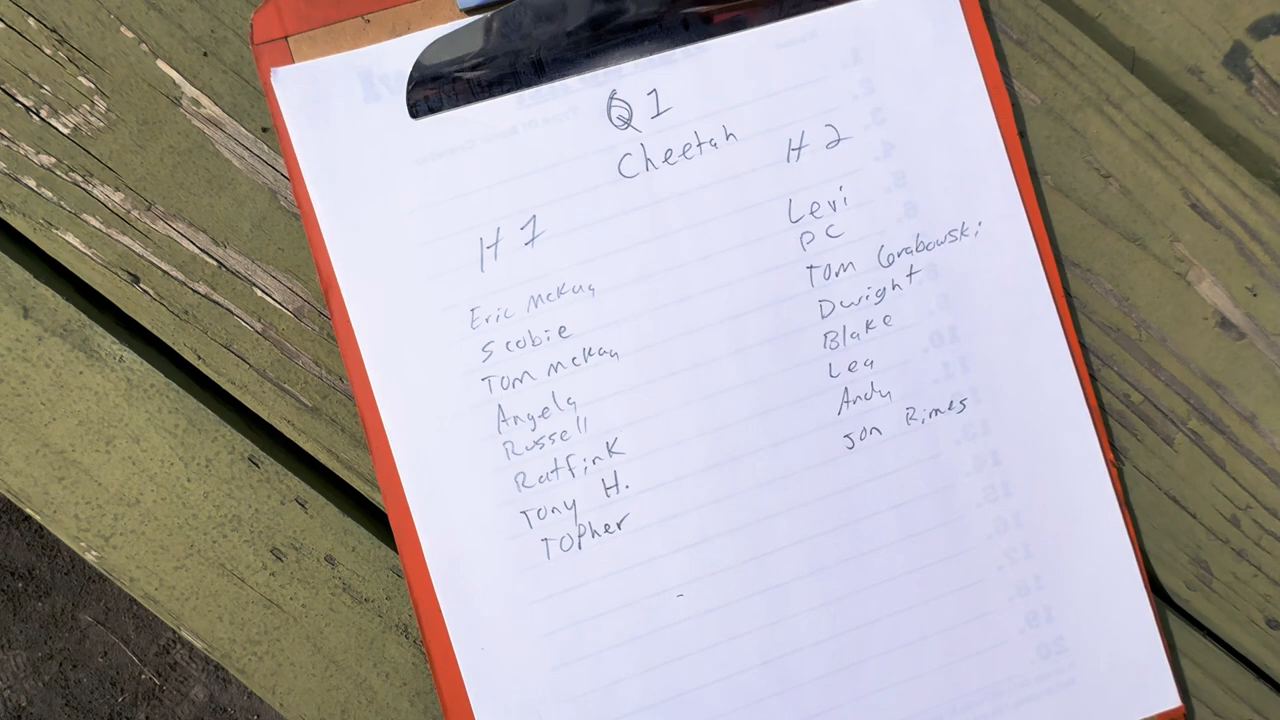 Q 1
Cheetah
H 1
Eric McKay
Scobie
Tom McKay
Angela
Russell
Ratfink
Tony H.
Topher
H 2
Levi
PC
Tom Grabowski
Dwight
Blake
Lea
Andy
Jon Rimes